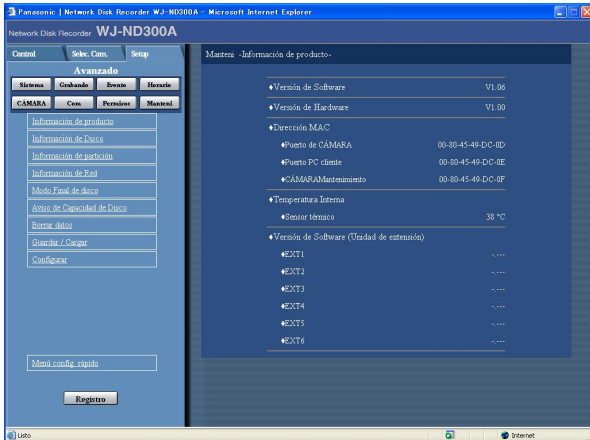 Panasonic | Network Disk Recorder WJ-ND300A - Microsoft Internet Explorer
Network Disk Recorder WJ-ND300A
Control Selec. Cam. Setup
Avanzado
Sistema Grabando Evento Horario
CÁMARA Com Permisos Manteni
Información de producto
Información de Disco
Información de partición
Información de Red
Modo Final de disco
Aviso de Capacidad de Disco
Borrar datos
Guardar / Cargar
Configurar
Menú config. rápido
Registro
Manteni -Información de producto-
♦Versión de Software V1.06
♦Versión de Hardware V1.00
♦Dirección MAC
♦Puerto de CÁMARA 00-80-45-49-DC-0D
♦Puerto PC cliente 00-80-45-49-DC-0E
♦CÁMARAMantenimiento 00-80-45-49-DC-0F
♦Temperatura Interna
♦Sensor térmico 38 °C
♦Versión de Software (Unidad de extensión)
♦EXT1 -.---
♦EXT2 -.---
♦EXT3 -.---
♦EXT4 -.---
♦EXT5 -.---
♦EXT6 -.---
Listo Internet